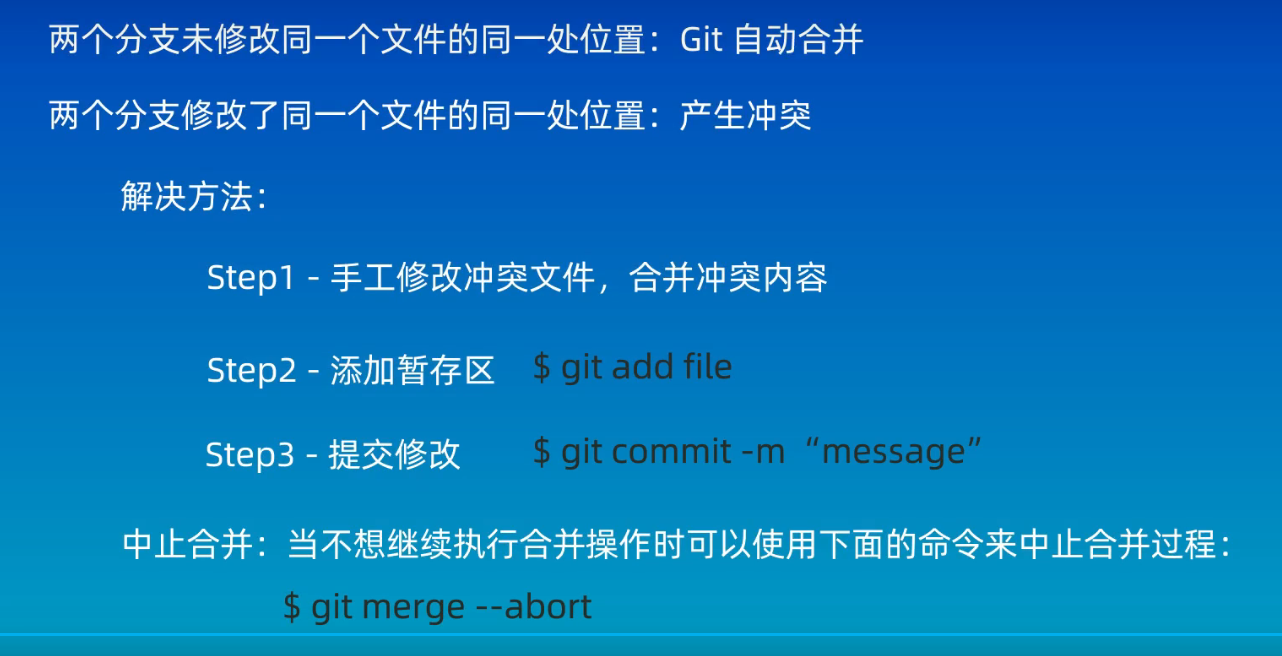 两个分支未修改同一个文件的同一处位置：Git 自动合并
两个分支修改了同一个文件的同一处位置：产生冲突
解决方法：
Step1 - 手工修改冲突文件，合并冲突内容
Step2 - 添加暂存区 $ git add file
Step3 - 提交修改 $ git commit -m “message”
中止合并：当不想继续执行合并操作时可以使用下面的命令来中止合并过程：
$ git merge --abort